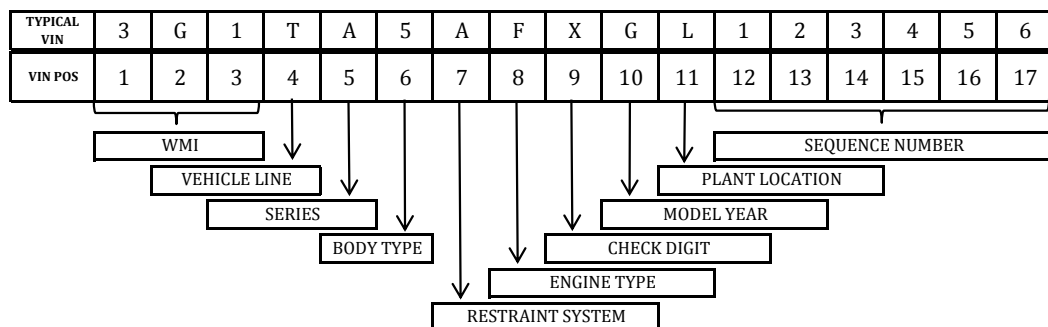 TYPICAL VIN 3 G 1 T A 5 A F X G L 1 2 3 4 5 6
VIN POS 1 2 3 4 5 6 7 8 9 10 11 12 13 14 15 16 17
WMI SEQUENCE NUMBER
VEHICLE LINE PLANT LOCATION
SERIES MODEL YEAR
BODY TYPE CHECK DIGIT
ENGINE TYPE
RESTRAINT SYSTEM